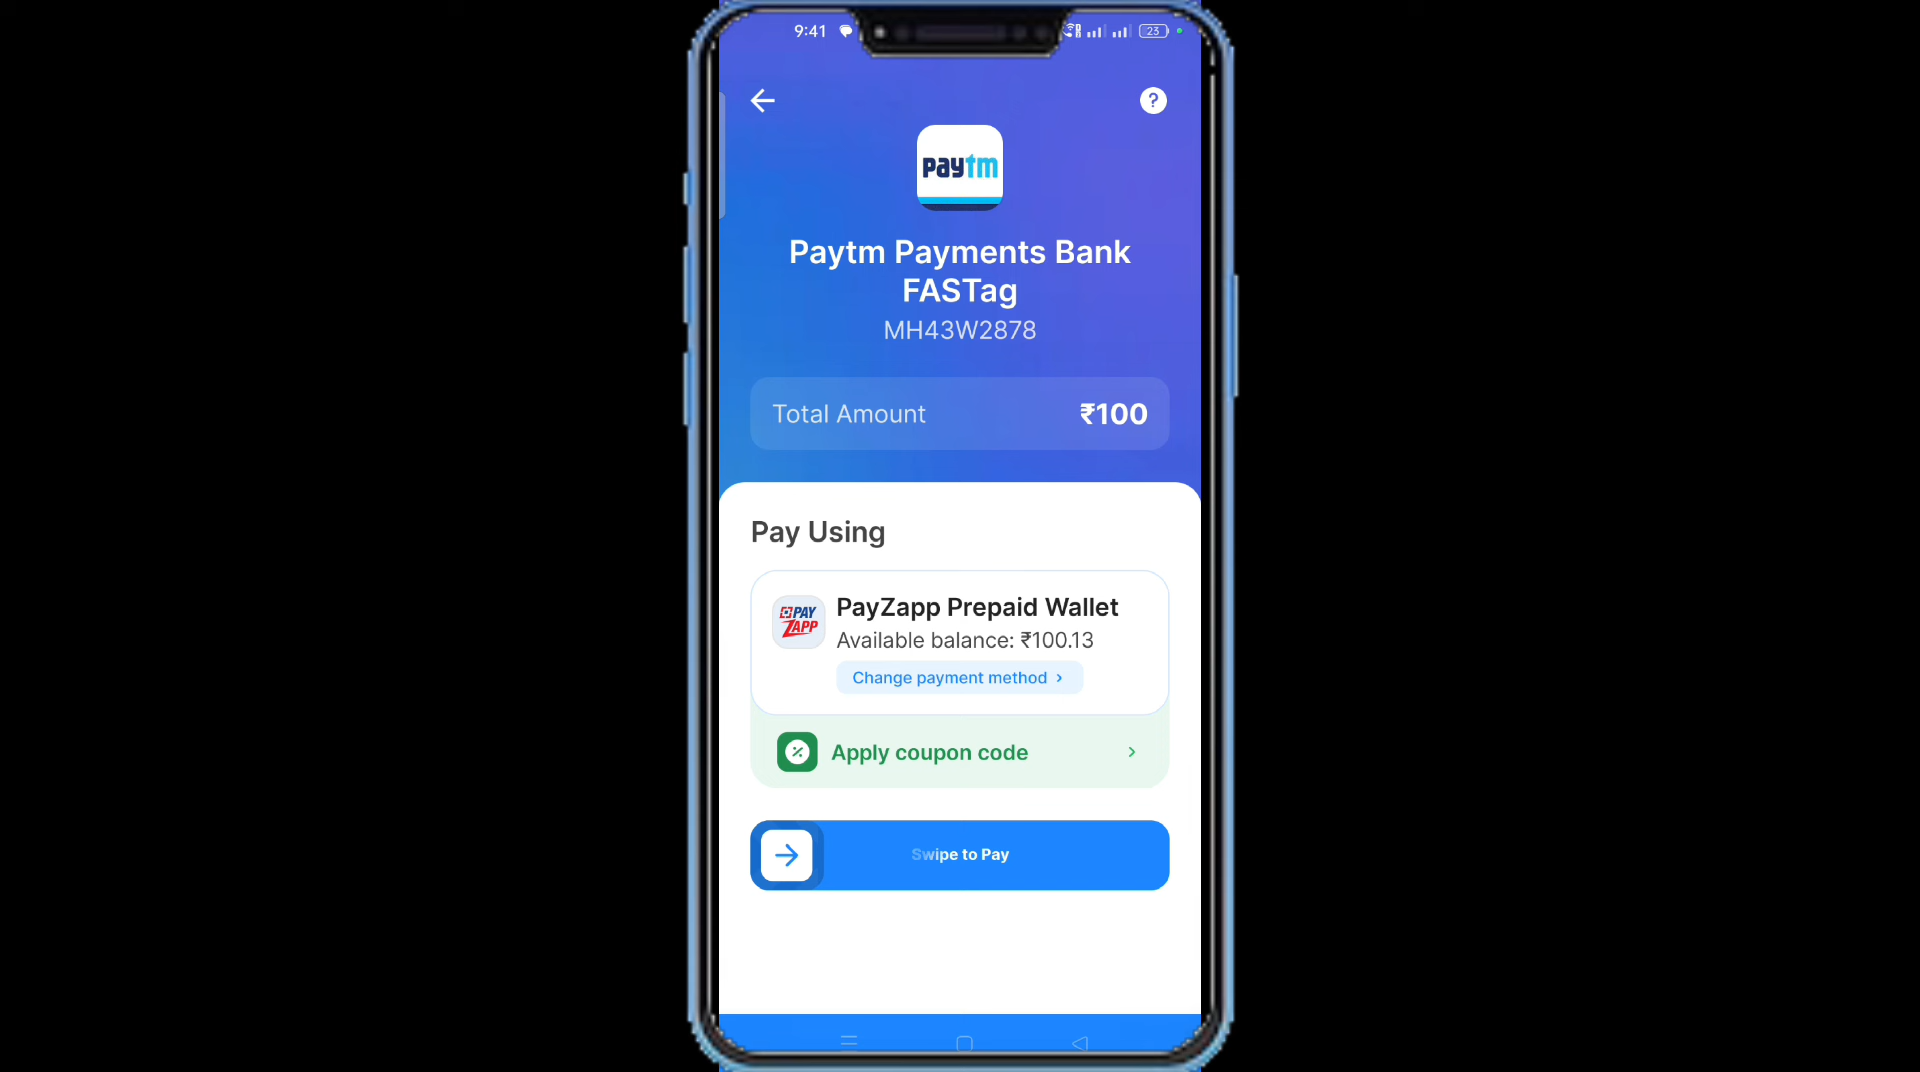 9:41
23
?
paytm
Paytm Payments Bank
FASTag
MH43W2878
Total Amount ₹100
Pay Using
PAY
ZAPP
PayZapp Prepaid Wallet
Available balance: ₹100.13
Change payment method ›
Apply coupon code ›
Swipe to Pay